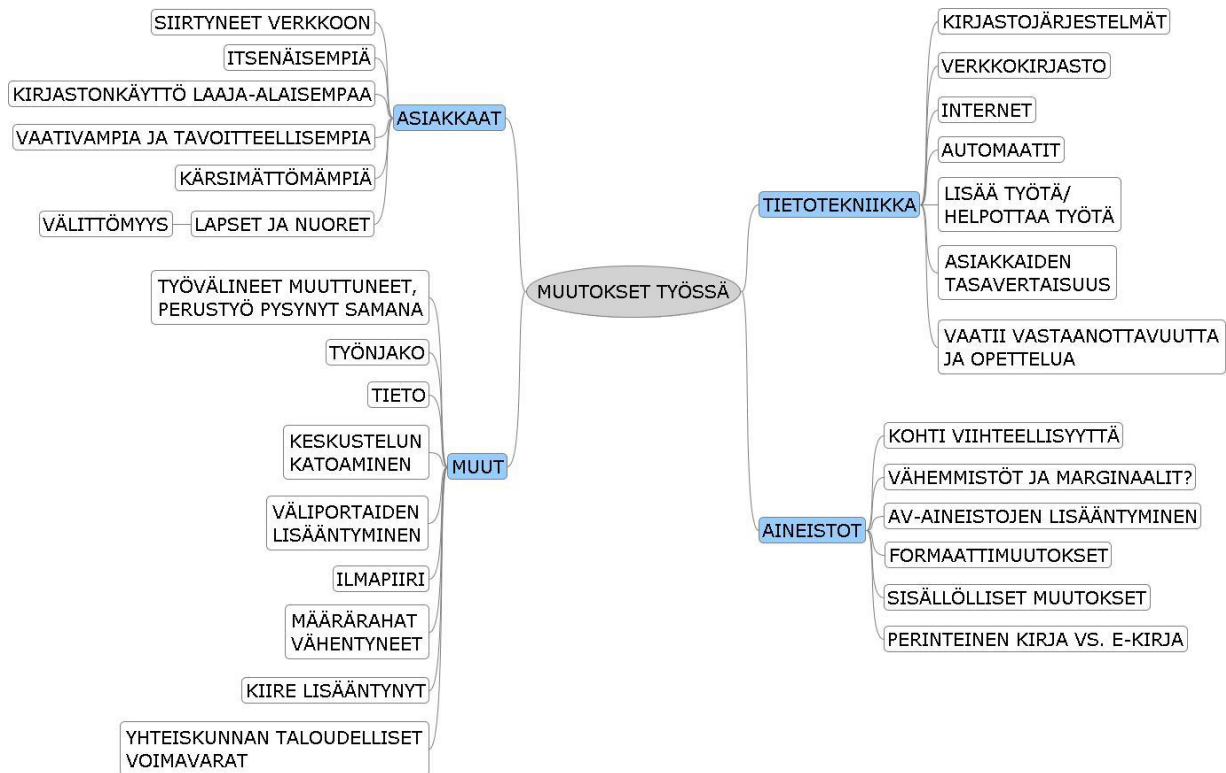 MUUTOKSET TYÖSSÄ
ASIAKKAAT
SIIRTYNEET VERKKOON
ITSENÄISEMPIÄ
KIRJASTONKÄYTTÖ LAAJA-ALAISEMPAA
VAATIVAMPIA JA TAVOITTEELLISEMPIA
KÄRSIMÄTTÖMÄMPIÄ
LAPSET JA NUORET
VÄLITTÖMYYS
MUUT
TYÖVÄLINEET MUUTTUNEET,
PERUSTYÖ PYSYNYT SAMANA
TYÖNJAKO
TIETO
KESKUSTELUN
KATOAMINEN
VÄLIPORTAIDEN
LISÄÄNTYMINEN
ILMAPIIRI
MÄÄRÄRAHAT
VÄHENTYNEET
KIIRE LISÄÄNTYNYT
YHTEISKUNNAN TALOUDELLISET
VOIMAVARAT
TIETOTEKNIIKKA
KIRJASTOJÄRJESTELMÄT
VERKKOKIRJASTO
INTERNET
AUTOMAATIT
LISÄÄ TYÖTÄ/
HELPOTTAA TYÖTÄ
ASIAKKAIDEN
TASAVERTAISUUS
VAATII VASTAANOTTAVUUTTA
JA OPETTELUA
AINEISTOT
KOHTI VIIHTEELLISYYTTÄ
VÄHEMMISTÖT JA MARGINAALIT?
AV-AINEISTOJEN LISÄÄNTYMINEN
FORMAATTIMUUTOKSET
SISÄLLÖLLISET MUUTOKSET
PERINTEINEN KIRJA VS. E-KIRJA